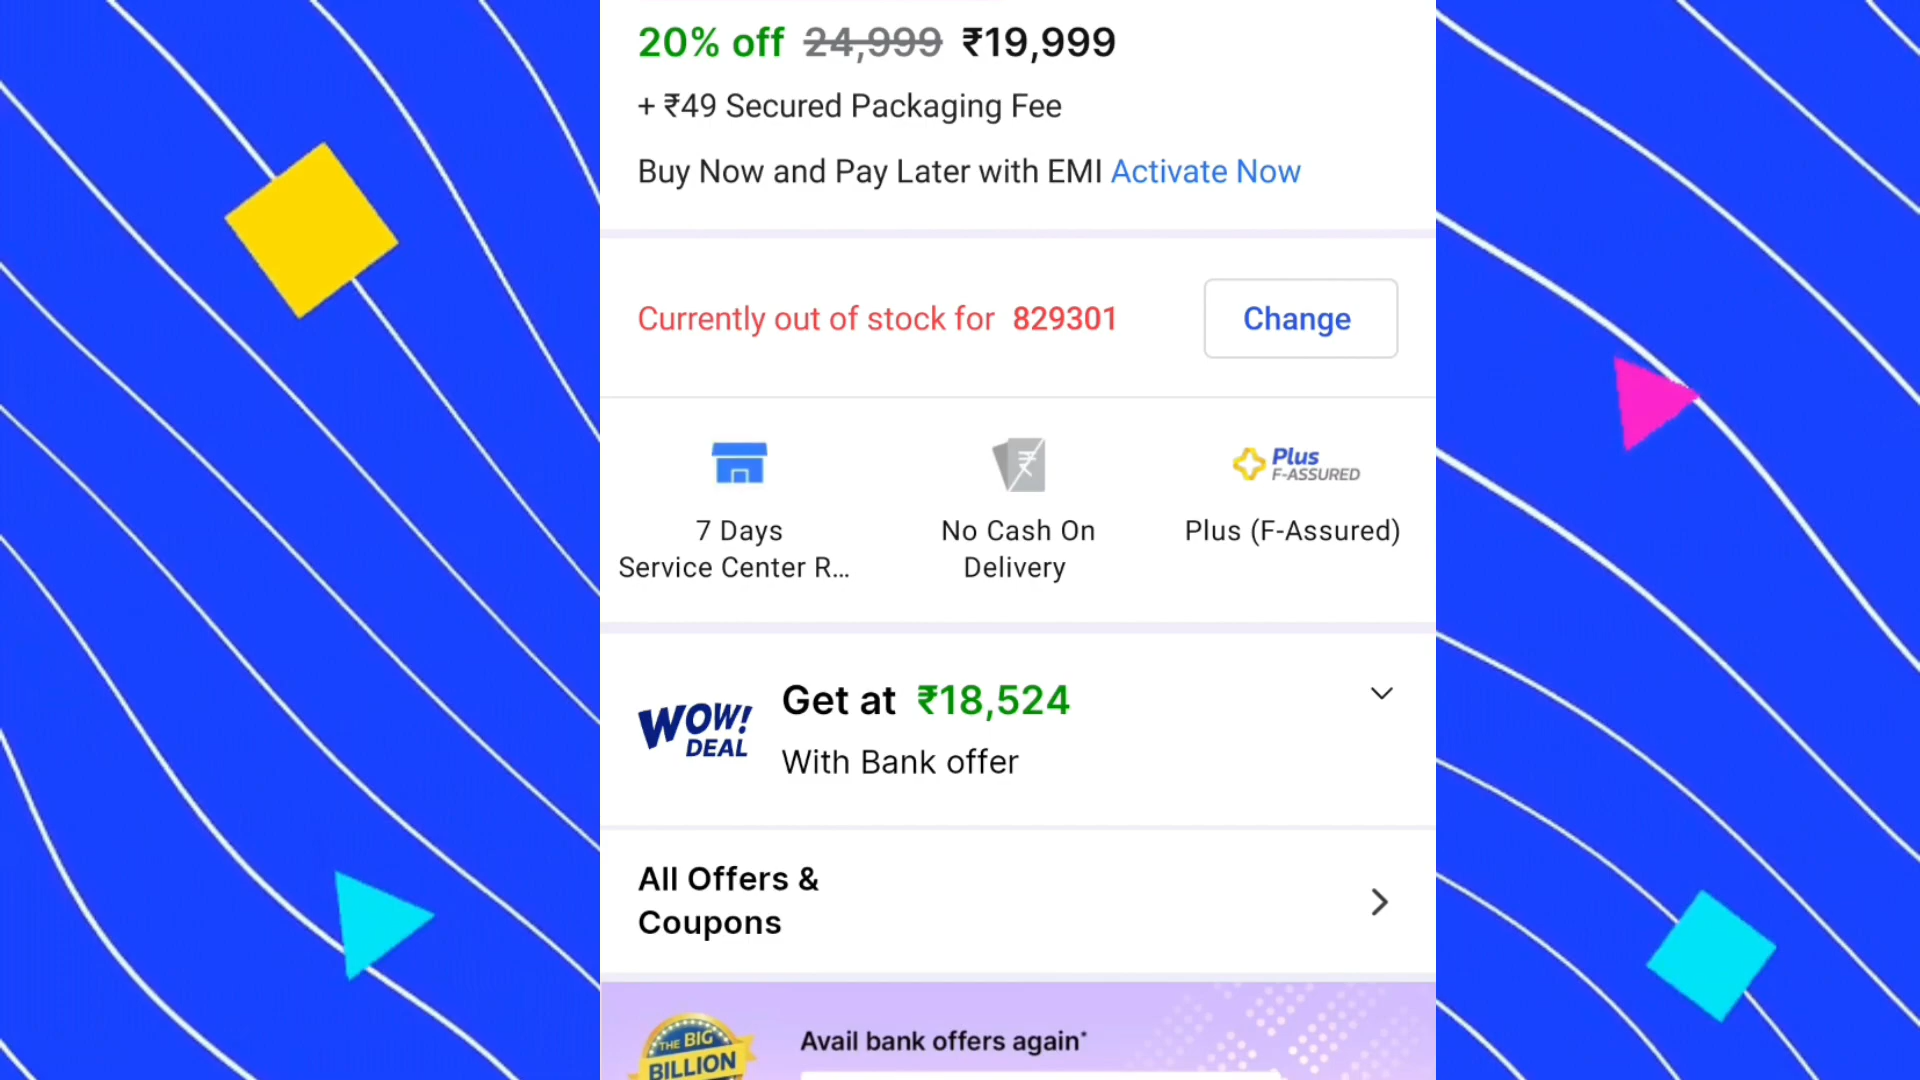 20% off 24,999 ₹19,999
+ ₹49 Secured Packaging Fee
Buy Now and Pay Later with EMI Activate Now
Currently out of stock for 829301
Change
Plus
F-ASSURED
7 Days
Service Center R...
No Cash On
Delivery
Plus (F-Assured)
WOW!
DEAL
Get at ₹18,524
With Bank offer
All Offers &
Coupons
THE BIG
BILLION
Avail bank offers again*